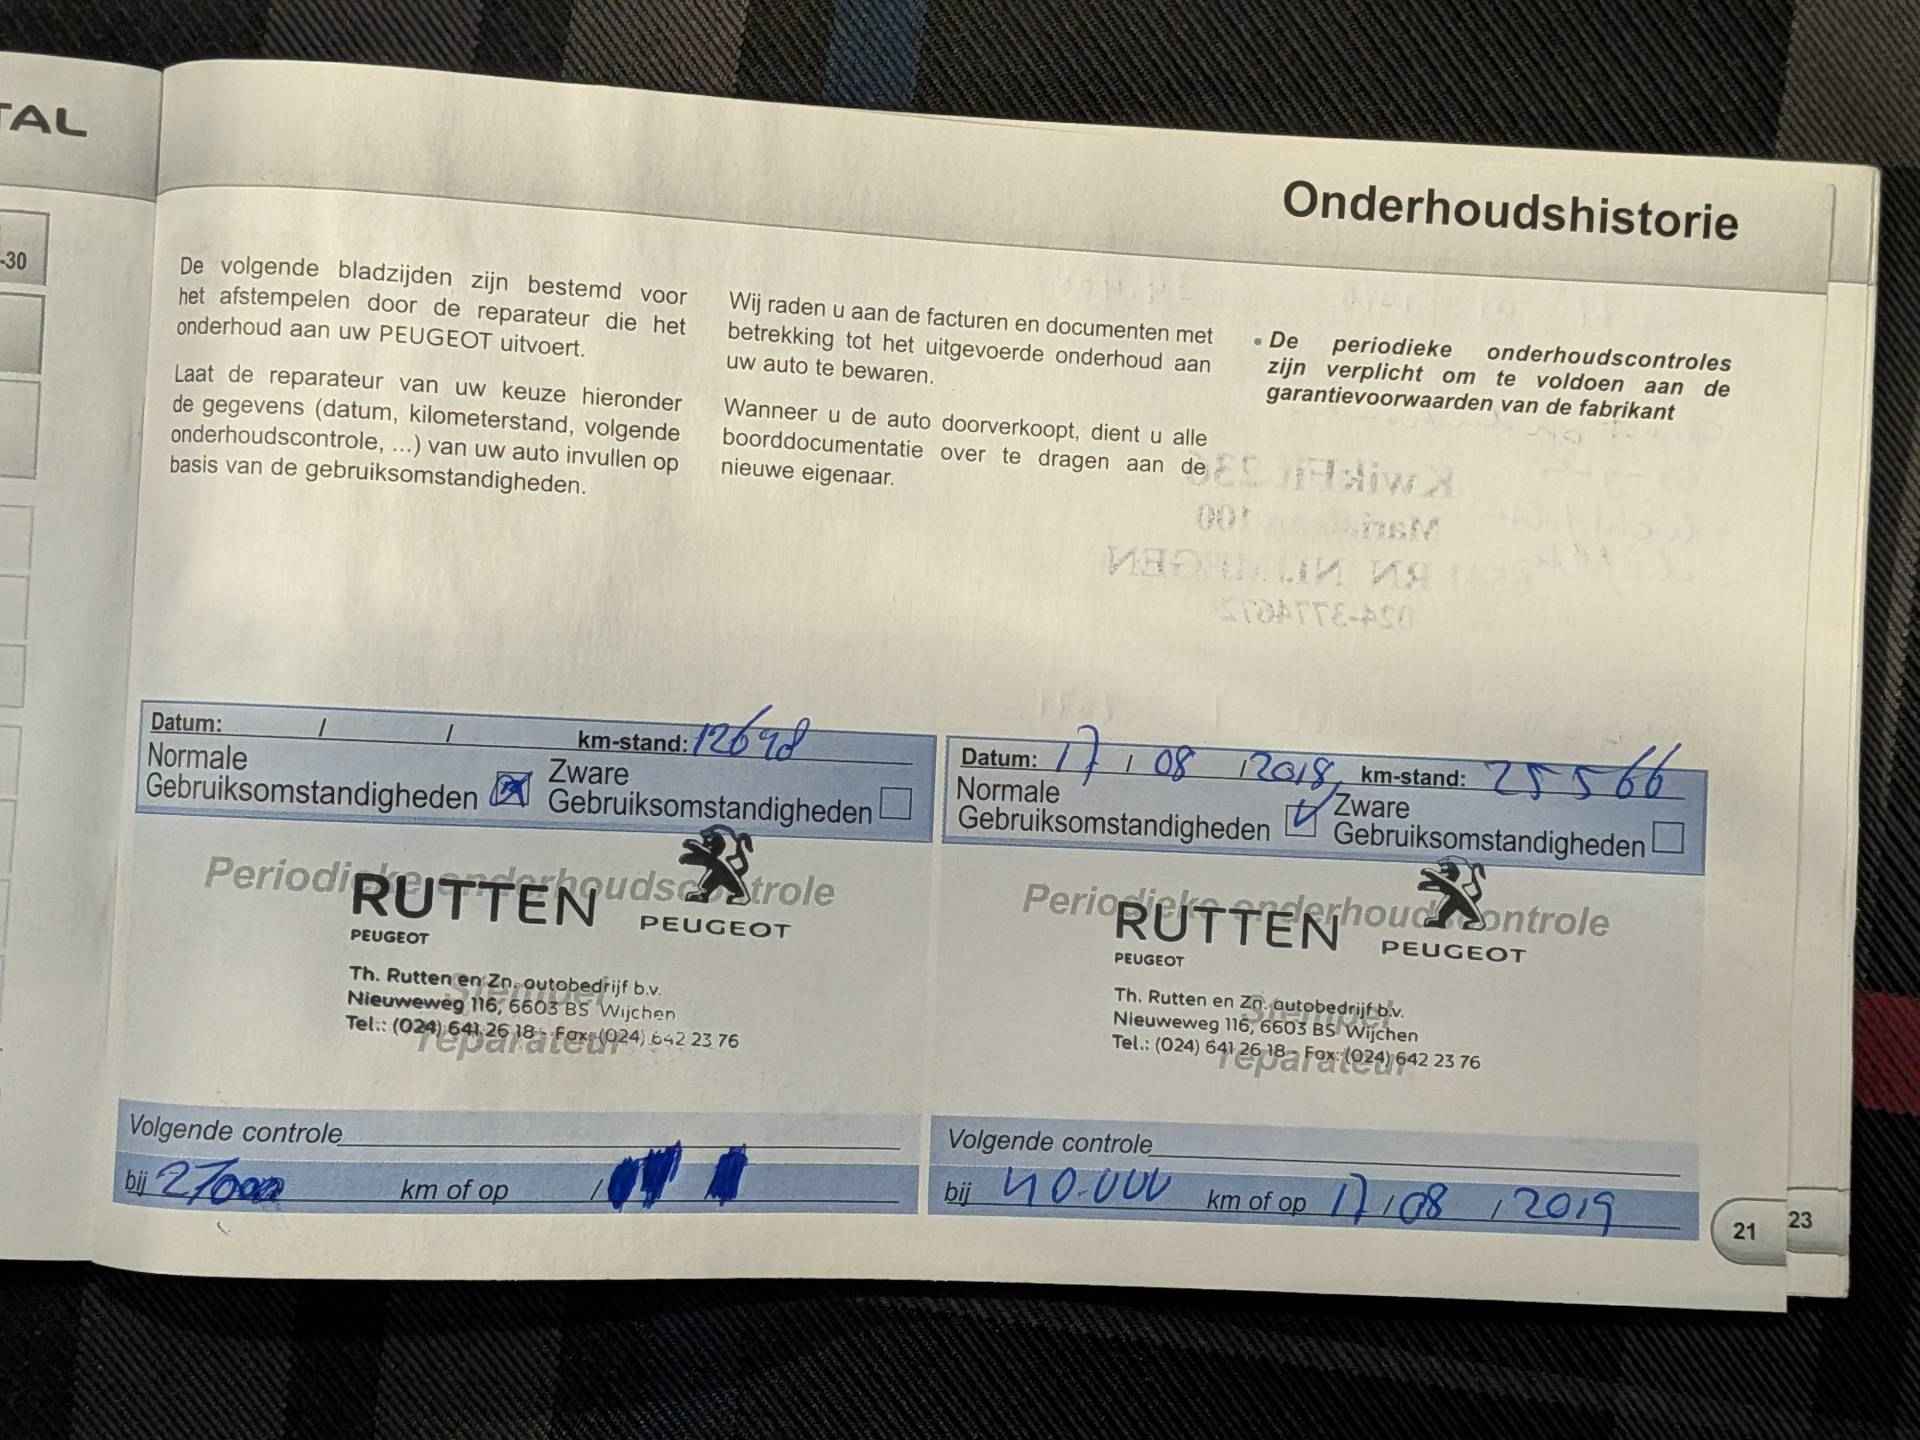 TAL
-30
Onderhoudshistorie
De volgende bladzijden zijn bestemd voor
het afstempelen door de reparateur die het
onderhoud aan uw PEUGEOT uitvoert.
Laat de reparateur van uw keuze hieronder
de gegevens (datum, kilometerstand, volgende
onderhoudscontrole, ...) van uw auto invullen op
basis van de gebruiksomstandigheden.
Wij raden u aan de facturen en documenten met
betrekking tot het uitgevoerde onderhoud aan
uw auto te bewaren.
Wanneer u de auto doorverkoopt, dient u alle
boorddocumentatie over te dragen aan de
nieuwe eigenaar.
• De periodieke onderhoudscontroles
zijn verplicht om te voldoen aan de
garantievoorwaarden van de fabrikant
Datum: / / km-stand: 12698
Normale
Gebruiksomstandigheden
Zware
Gebruiksomstandigheden
Periodieke onderhoudscontrole
RUTTEN
PEUGEOT
PEUGEOT
Th. Rutten en Zn. autobedrijf b.v.
Stempel
Nieuweweg 116, 6603 BS Wijchen
Tel.: (024) 641 26 18 - Fax: (024) 642 23 76
reparateur
Volgende controle
bij 27000 km of op /
Datum: 17 / 08 / 2018 km-stand: 25566
Normale
Gebruiksomstandigheden
Zware
Gebruiksomstandigheden
Periodieke onderhoudscontrole
RUTTEN
PEUGEOT
PEUGEOT
Th. Rutten en Zn. autobedrijf b.v.
Stempel
Nieuweweg 116, 6603 BS Wijchen
Tel.: (024) 641 26 18 - Fax: (024) 642 23 76
reparateur
Volgende controle
bij 40.000 km of op 17 / 08 / 2019
21
23